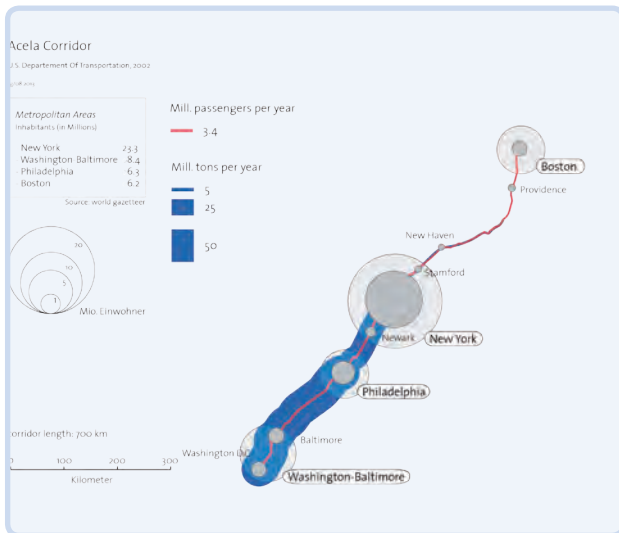 Acela Corridor
U.S. Departement Of Transportation, 2002
Metropolitan Areas
Inhabitants (in Millions)
New York 23.3
Washington Baltimore 8.4
Philadelphia 6.3
Boston 6.2
Source: world gazetteer
20
10
5
1
Mio. Einwohner
Mill. passengers per year
3.4
Mill. tons per year
5
25
50
Boston
Providence
New Haven
Stamford
Newark
New York
Philadelphia
Baltimore
Washington D.C.
Washington-Baltimore
corridor length: 700 km
0 100 200 300
Kilometer